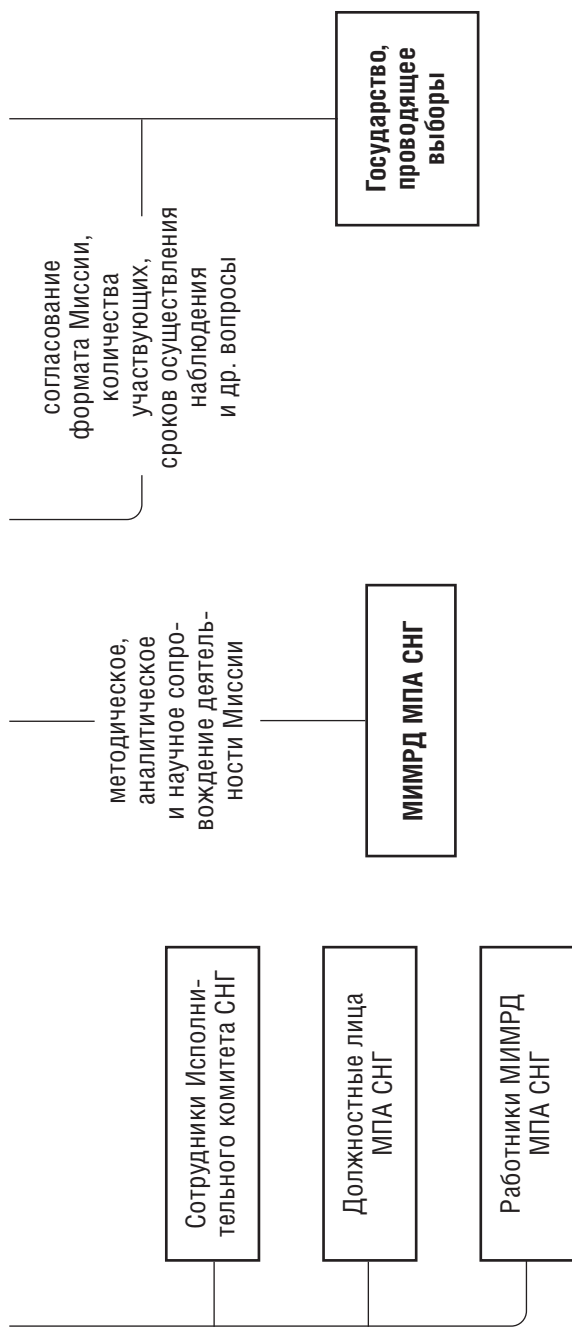 согласование
формата Миссии,
количества
участвующих,
сроков осуществления
наблюдения
и др. вопросы
Государство,
проводящее
выборы
методическое,
аналитическое
и научное сопро-
вождение деятель-
ности Миссии
МИМРД МПА СНГ
Сотрудники Исполни-
тельного комитета СНГ
Должностные лица
МПА СНГ
Работники МИМРД
МПА СНГ